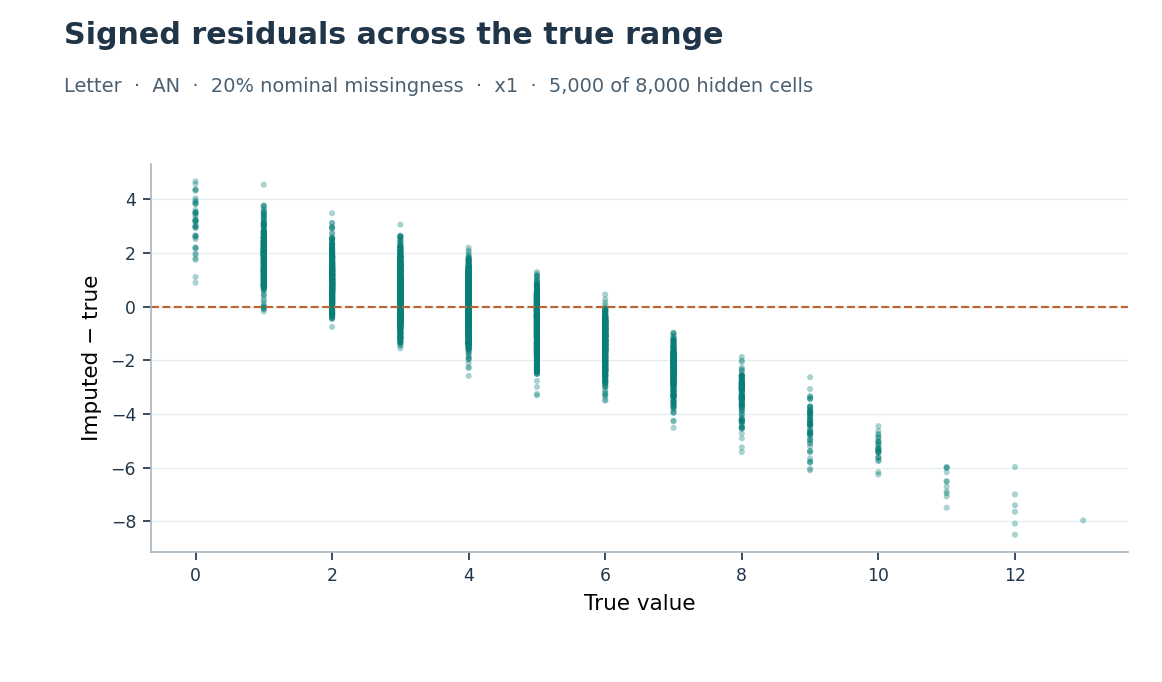 Signed residuals across the true range
Letter · AN · 20% nominal missingness · x1 · 5,000 of 8,000 hidden cells
Imputed − true
4
2
0
−2
−4
−6
−8
0 2 4 6 8 10 12
True value